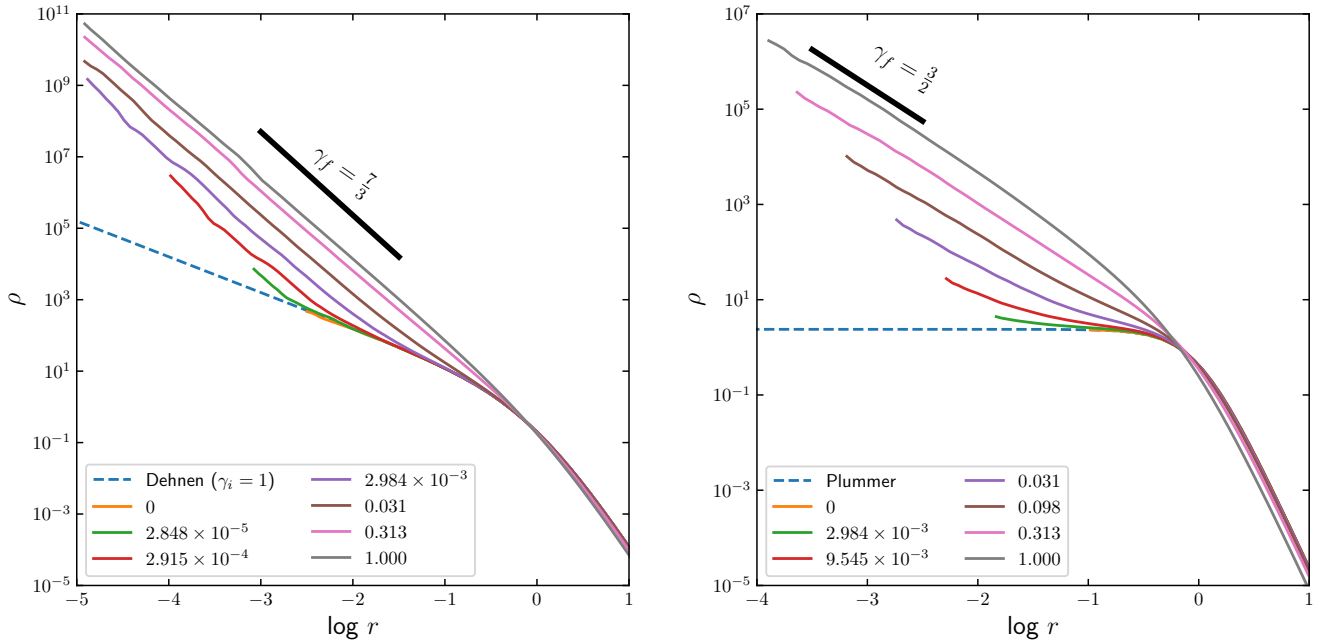 10^11
10^9
10^7
10^5
10^3
10^1
10^−1
10^−3
10^−5
ρ
γ_f = 7/3
Dehnen (γ_i = 1)
0
2.848 × 10^−5
2.915 × 10^−4
2.984 × 10^−3
0.031
0.313
1.000
−5 −4 −3 −2 −1 0 1
log r
10^7
10^5
10^3
10^1
10^−1
10^−3
10^−5
ρ
γ_f = 3/2
Plummer
0
2.984 × 10^−3
9.545 × 10^−3
0.031
0.098
0.313
1.000
−4 −3 −2 −1 0 1
log r